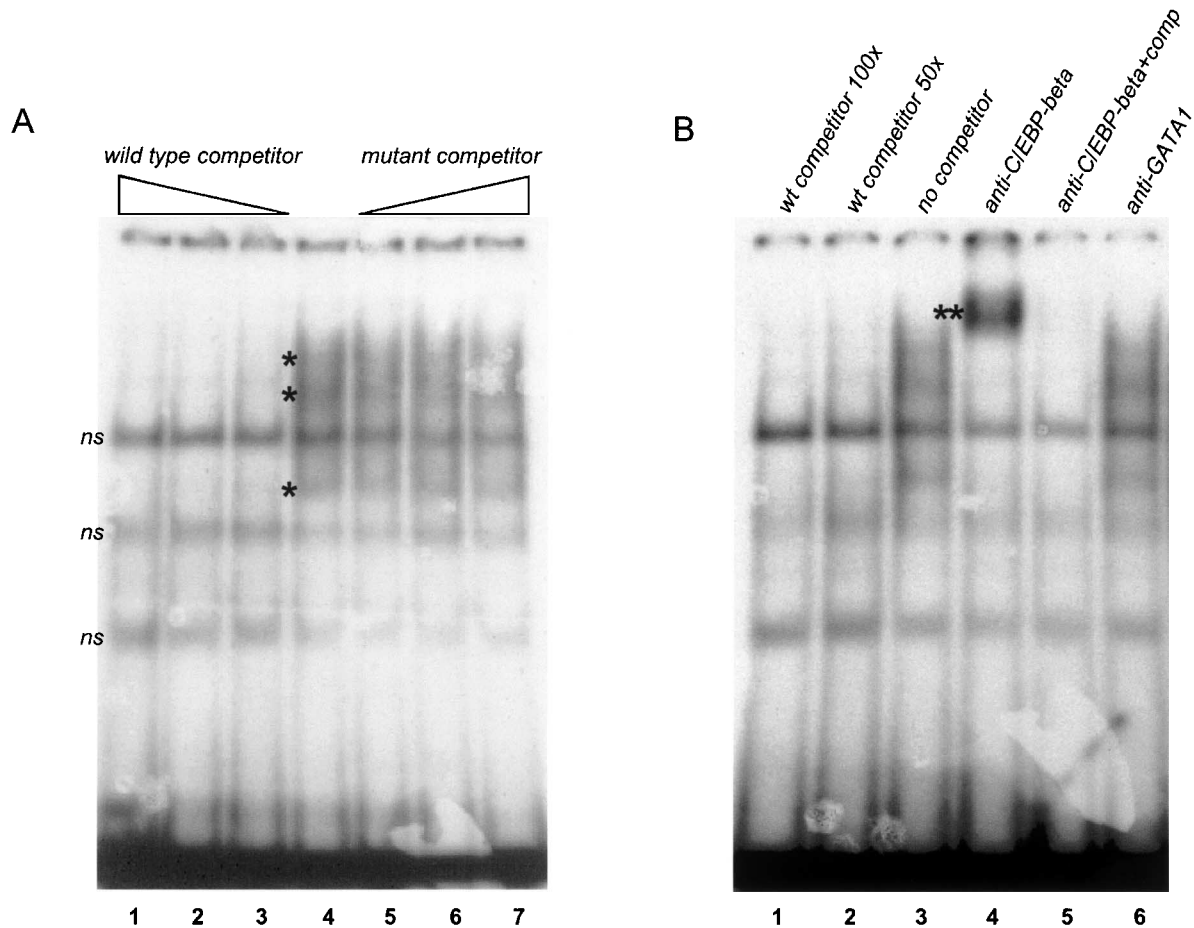 A
wild type competitor
mutant competitor
*
*
ns
*
ns
ns
1 2 3 4 5 6 7
B
wt competitor 100x
wt competitor 50x
no competitor
anti-C/EBP-beta
anti-C/EBP-beta+comp
anti-GATA1
**
1 2 3 4 5 6